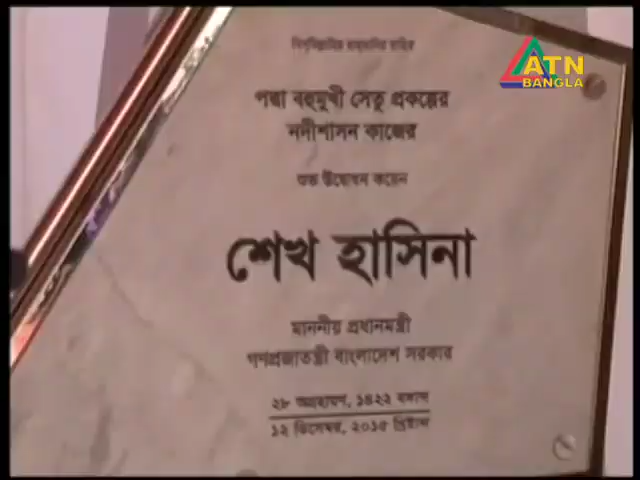 ATN
BANGLA
পদ্মা বহুমুখী সেতু প্রকল্পের
নদীশাসন কাজের
শুভ উদ্বোধন করেন
শেখ হাসিনা
মাননীয় প্রধানমন্ত্রী
গণপ্রজাতন্ত্রী বাংলাদেশ সরকার
২৮ অগ্রহায়ণ, ১৪২২ বঙ্গাব্দ
১২ ডিসেম্বর, ২০১৫ খ্রিষ্টাব্দ